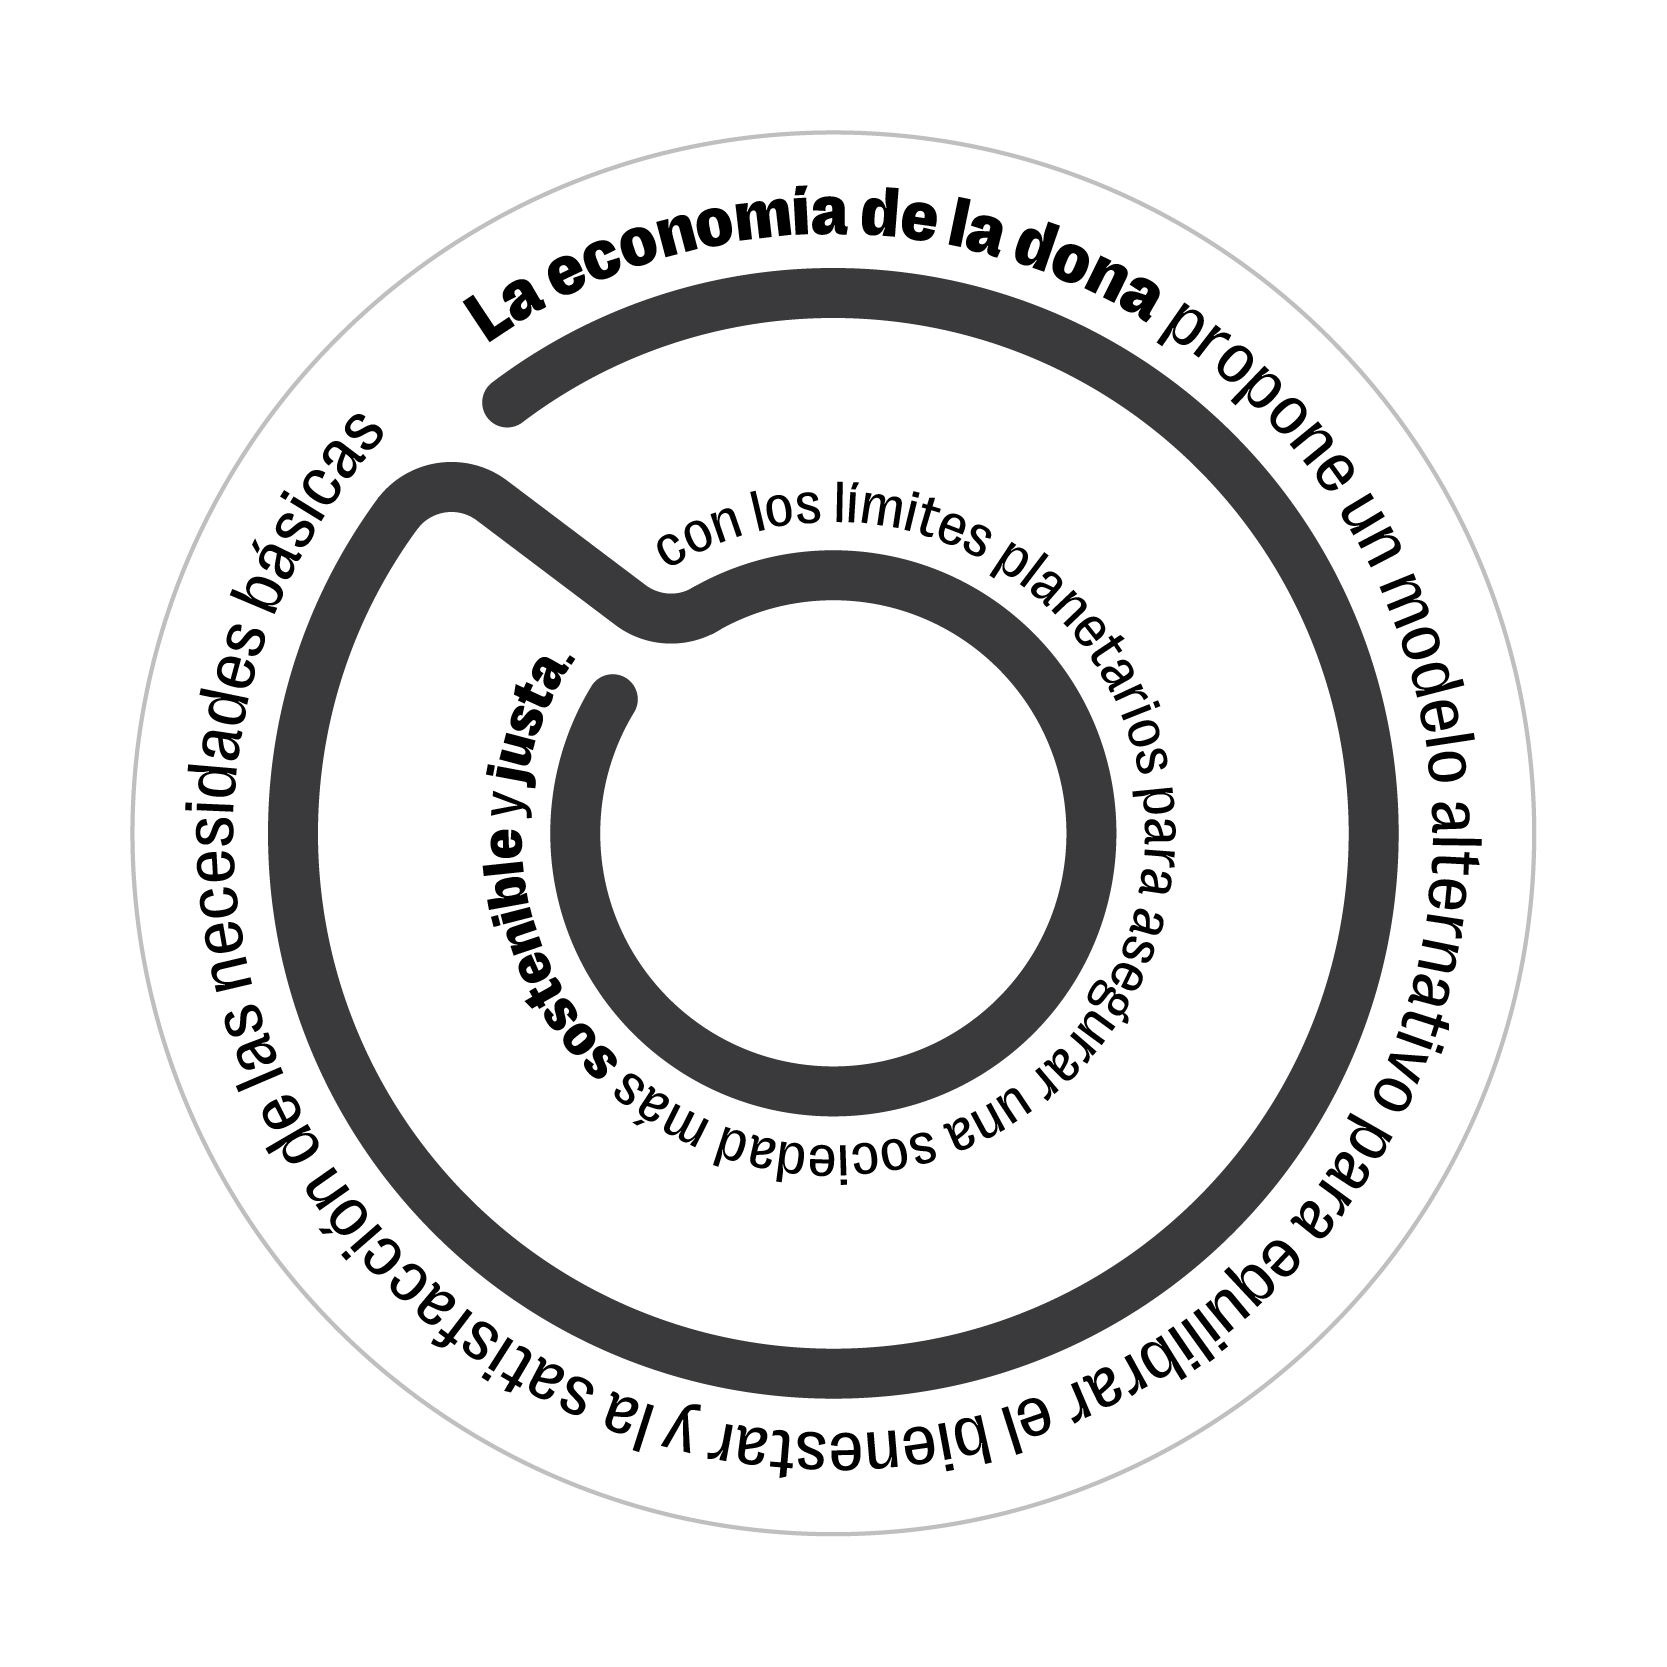 La economía de la dona propone un modelo alternativo para equilibrar el bienestar y la satisfacción de las necesidades básicas
con los límites planetarios para asegurar una sociedad más sostenible y justa.